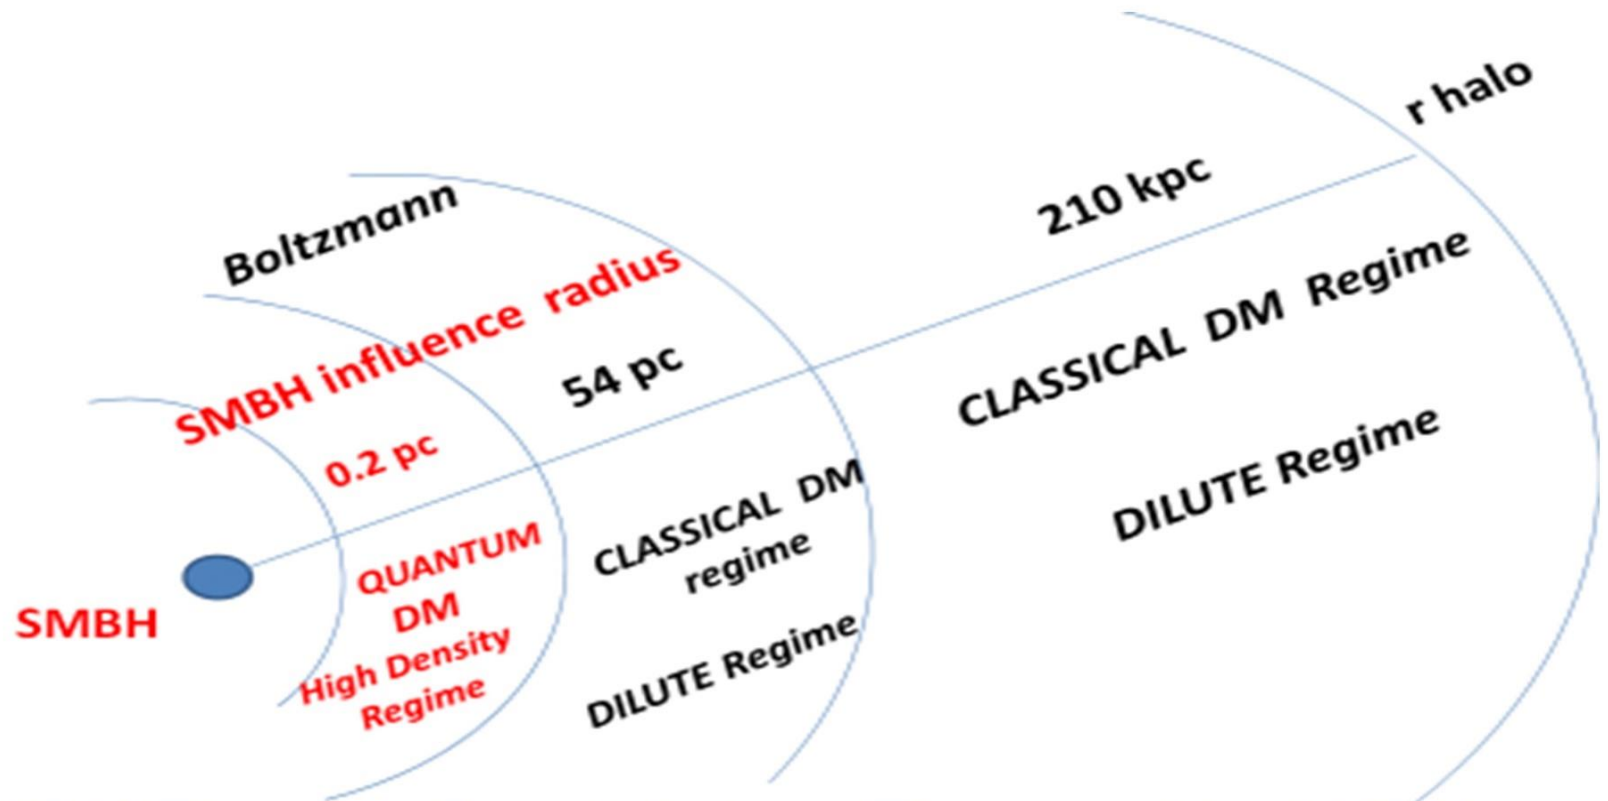 r halo
210 kpc
Boltzmann
SMBH influence radius
54 pc
0.2 pc
CLASSICAL DM Regime
DILUTE Regime
CLASSICAL DM
regime
DILUTE Regime
QUANTUM
DM
High Density
Regime
SMBH